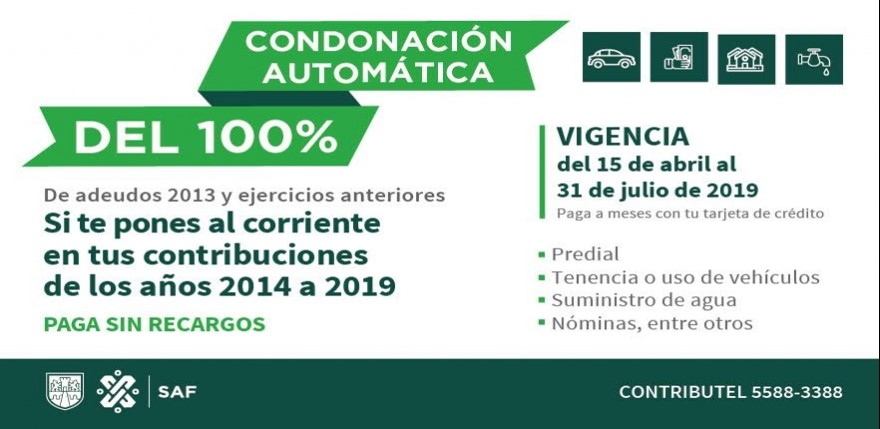 CONDONACIÓN
AUTOMÁTICA
DEL 100%
De adeudos 2013 y ejercicios anteriores
Si te pones al corriente
en tus contribuciones
de los años 2014 a 2019
PAGA SIN RECARGOS
VIGENCIA
del 15 de abril al
31 de julio de 2019
Paga a meses con tu tarjeta de crédito
▪ Predial
▪ Tenencia o uso de vehículos
▪ Suministro de agua
▪ Nóminas, entre otros
SAF
CONTRIBUTEL 5588-3388